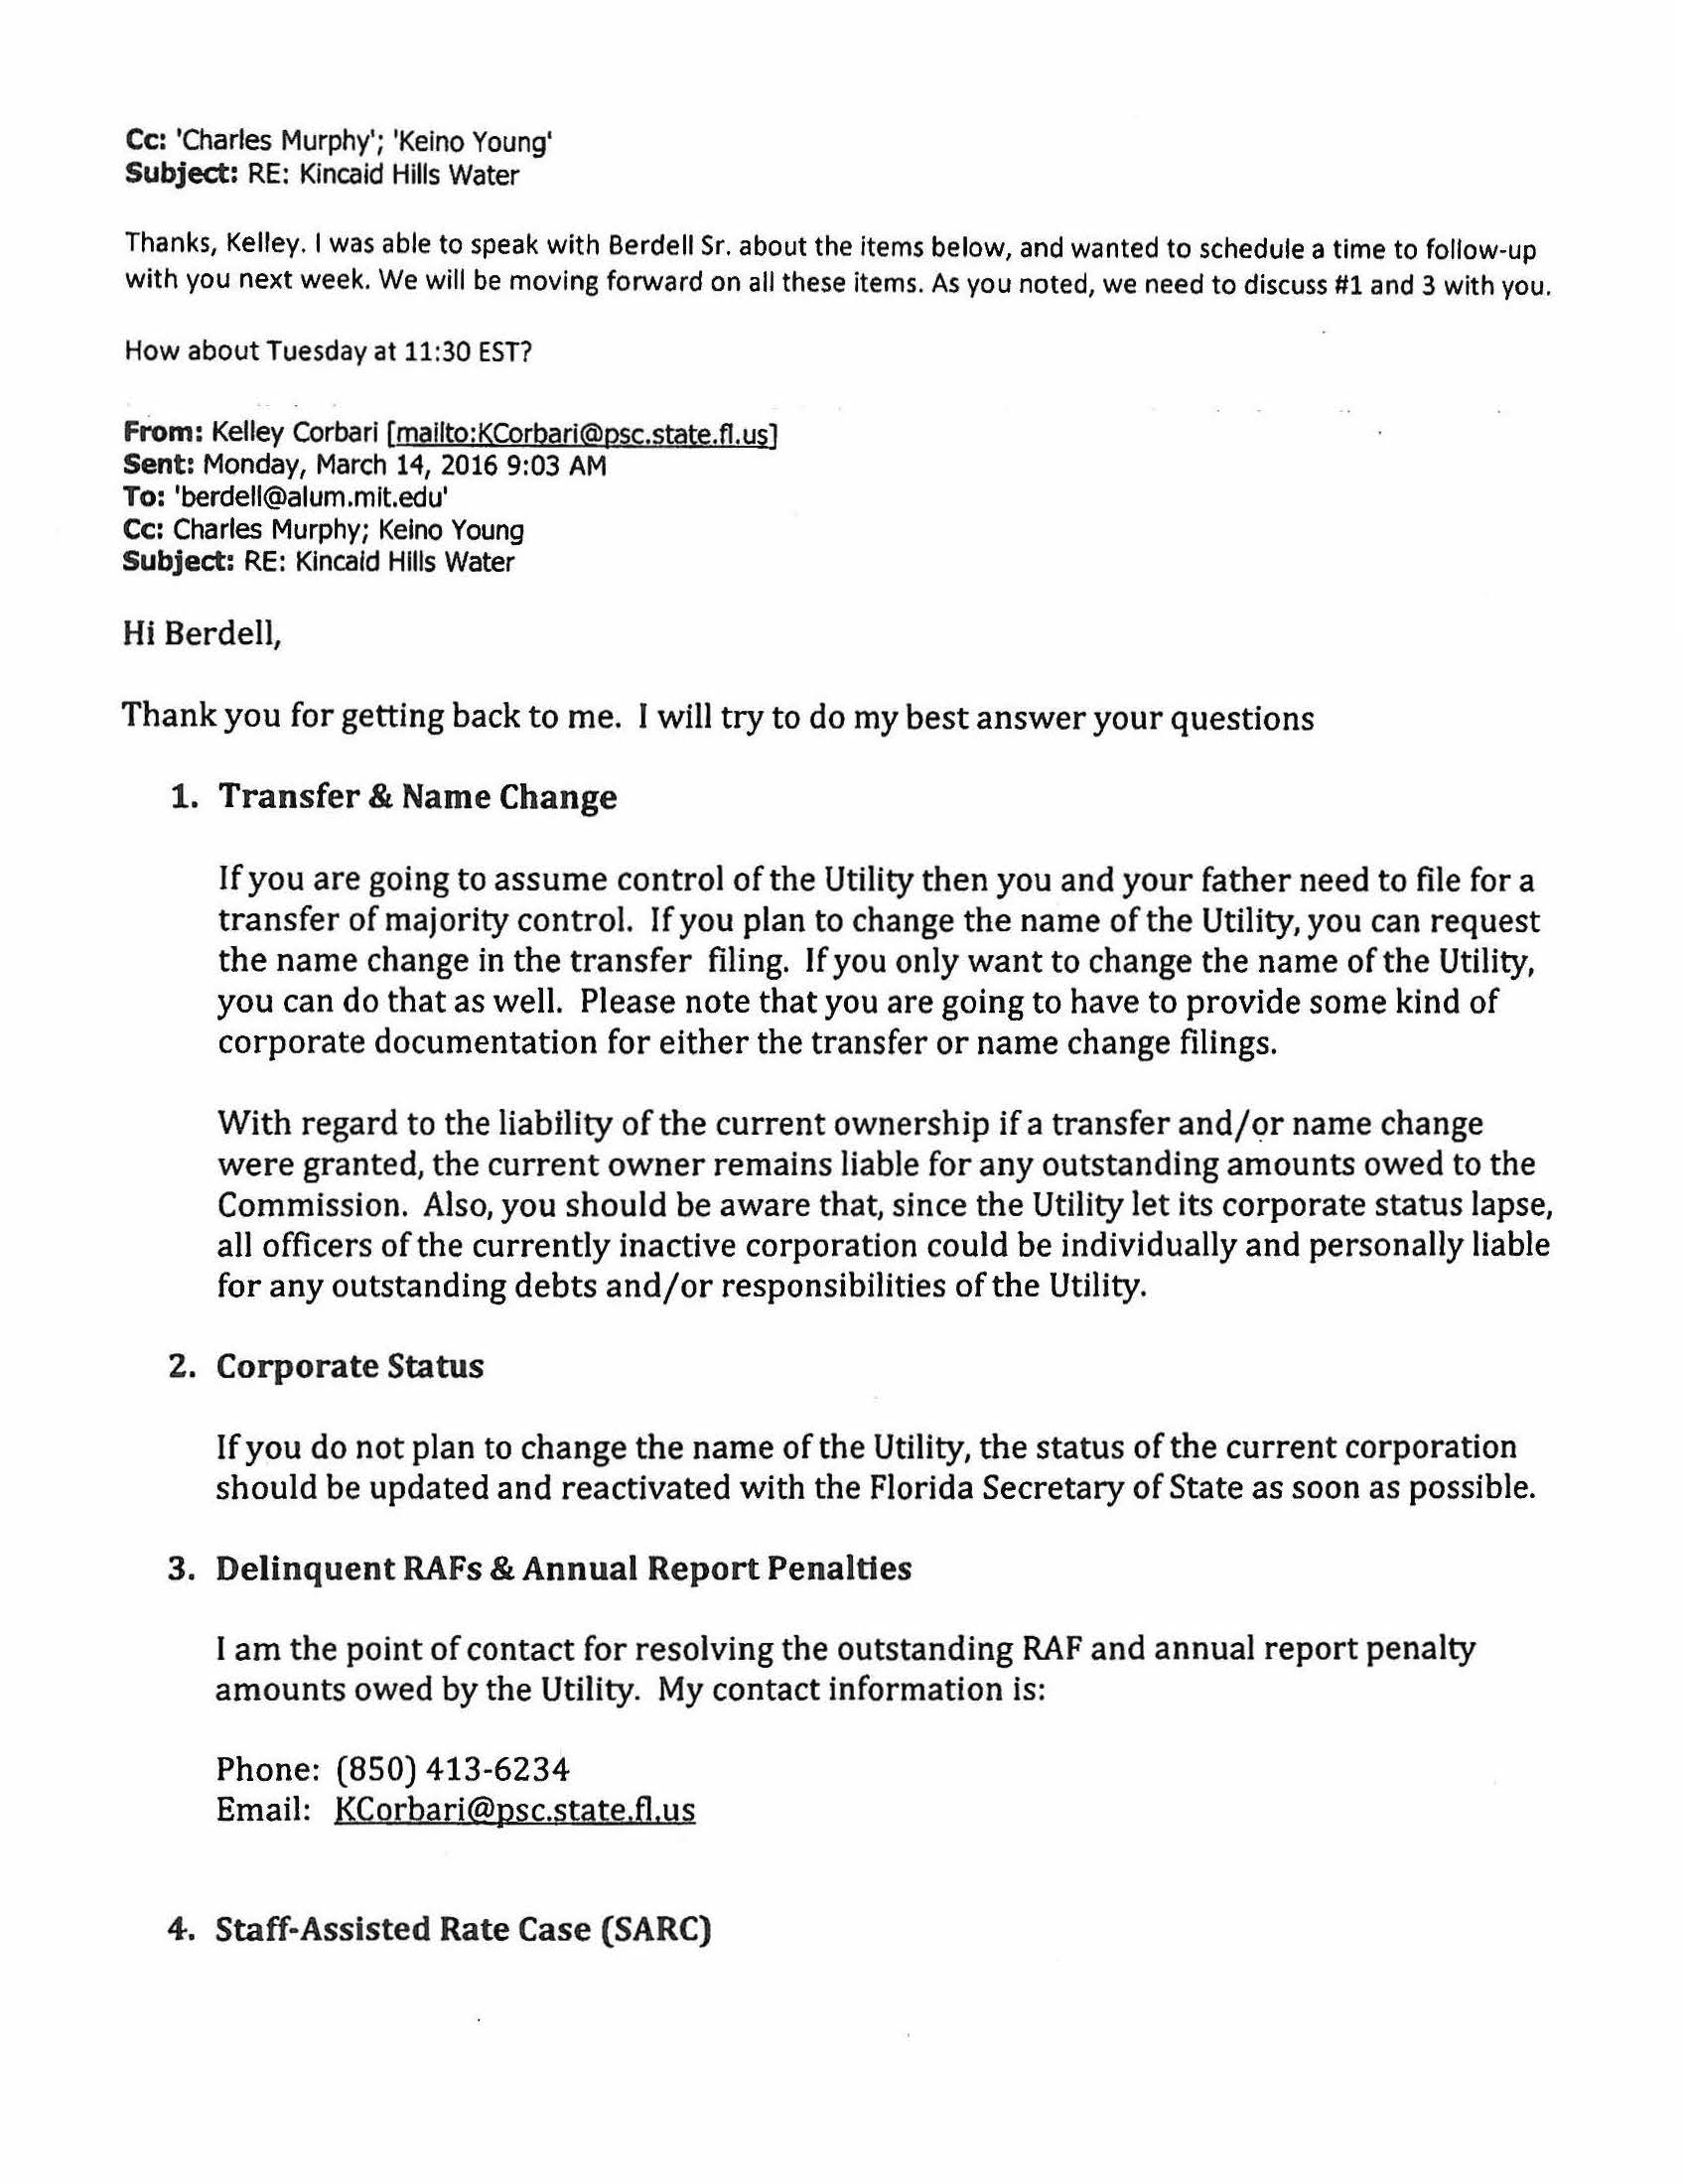 Cc: 'Charles Murphy'; 'Keino Young'
Subject: RE: Kincaid Hills Water
Thanks, Kelley. I was able to speak with Berdell Sr. about the items below, and wanted to schedule a time to follow-up
with you next week. We will be moving forward on all these items. As you noted, we need to discuss #1 and 3 with you.
How about Tuesday at 11:30 EST?
From: Kelley Corbari [mailto:KCorbari@psc.state.fl.us]
Sent: Monday, March 14, 2016 9:03 AM
To: 'berdell@alum.mit.edu'
Cc: Charles Murphy; Keino Young
Subject: RE: Kincaid Hills Water
Hi Berdell,
Thank you for getting back to me. I will try to do my best answer your questions
1. Transfer & Name Change
If you are going to assume control of the Utility then you and your father need to file for a
transfer of majority control. If you plan to change the name of the Utility, you can request
the name change in the transfer filing. If you only want to change the name of the Utility,
you can do that as well. Please note that you are going to have to provide some kind of
corporate documentation for either the transfer or name change filings.
With regard to the liability of the current ownership if a transfer and/or name change
were granted, the current owner remains liable for any outstanding amounts owed to the
Commission. Also, you should be aware that, since the Utility let its corporate status lapse,
all officers of the currently inactive corporation could be individually and personally liable
for any outstanding debts and/or responsibilities of the Utility.
2. Corporate Status
If you do not plan to change the name of the Utility, the status of the current corporation
should be updated and reactivated with the Florida Secretary of State as soon as possible.
3. Delinquent RAFs & Annual Report Penalties
I am the point of contact for resolving the outstanding RAF and annual report penalty
amounts owed by the Utility. My contact information is:
Phone: (850) 413-6234
Email: KCorbari@psc.state.fl.us
4. Staff-Assisted Rate Case (SARC)